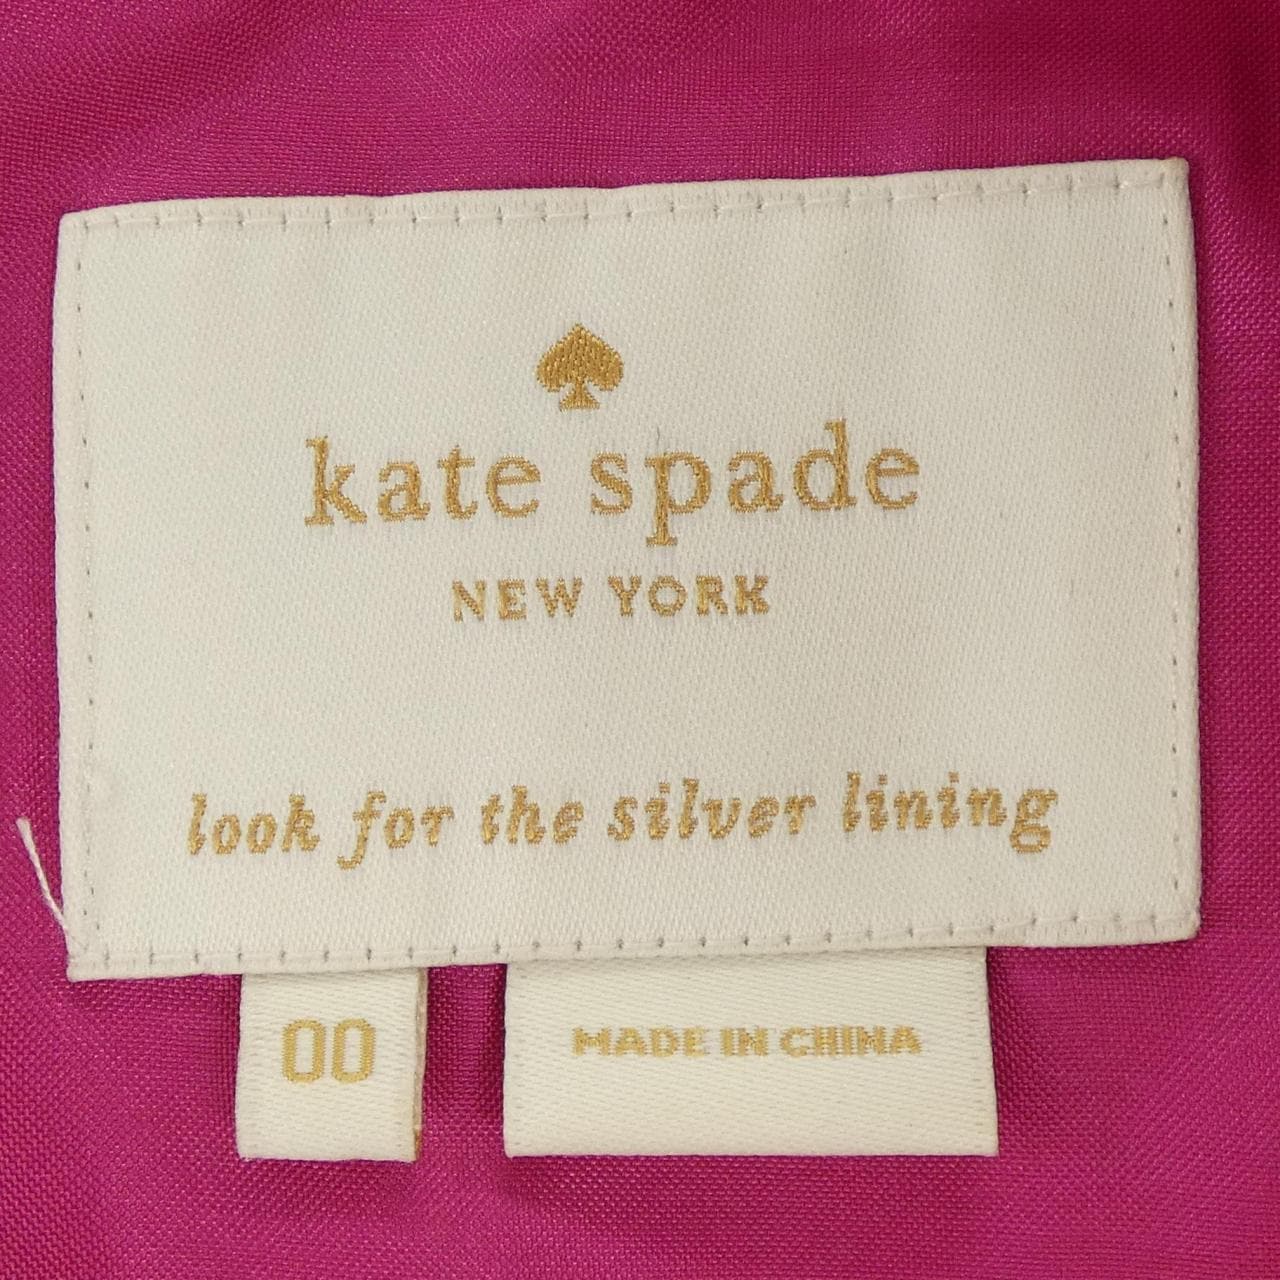 kate spade
NEW YORK
look for the silver lining
00
MADE IN CHINA